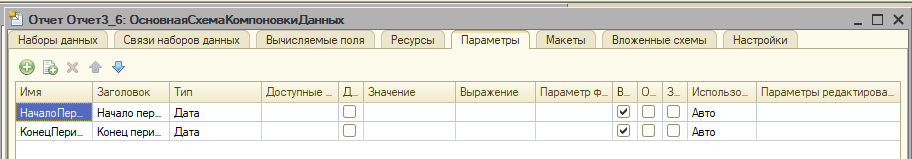 Отчет Отчет3_6: ОсновнаяСхемаКомпоновкиДанных
Наборы данных Связи наборов данных Вычисляемые поля Ресурсы Параметры Макеты Вложенные схемы Настройки
Имя Заголовок Тип Доступные ... Д... Значение Выражение Параметр ф... В... О... З... Использо... Параметры редактирова...
НачалоПер... Начало пер... Дата Авто
КонецПери... Конец пери... Дата Авто